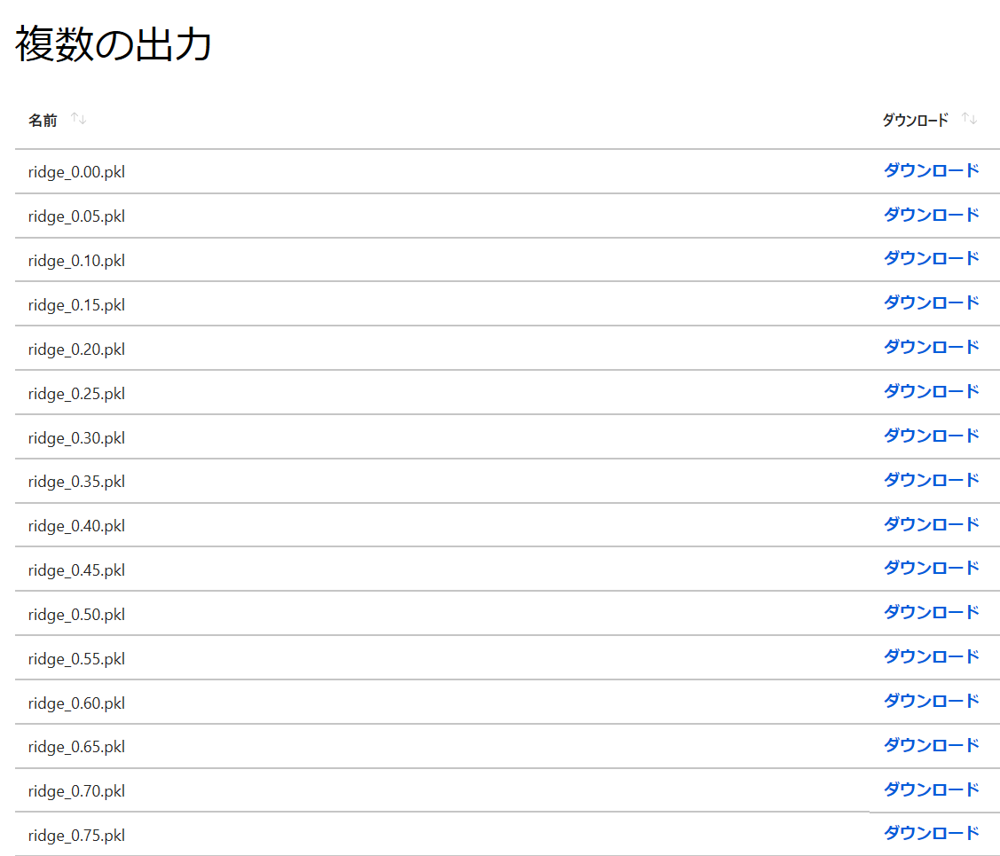 複数の出力
名前 ↑↓ ダウンロード ↑↓
ridge_0.00.pkl ダウンロード
ridge_0.05.pkl ダウンロード
ridge_0.10.pkl ダウンロード
ridge_0.15.pkl ダウンロード
ridge_0.20.pkl ダウンロード
ridge_0.25.pkl ダウンロード
ridge_0.30.pkl ダウンロード
ridge_0.35.pkl ダウンロード
ridge_0.40.pkl ダウンロード
ridge_0.45.pkl ダウンロード
ridge_0.50.pkl ダウンロード
ridge_0.55.pkl ダウンロード
ridge_0.60.pkl ダウンロード
ridge_0.65.pkl ダウンロード
ridge_0.70.pkl ダウンロード
ridge_0.75.pkl ダウンロード